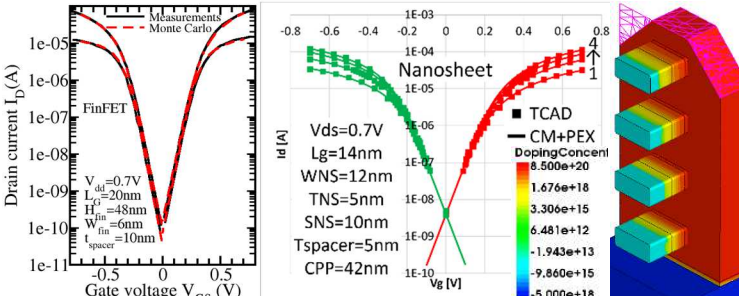 Drain current I_D(A)
1e-05
1e-06
1e-07
1e-08
1e-09
1e-10
1e-11
Measurements
Monte Carlo
FinFET
V_dd=0.7V
L_G=20nm
H_fin=48nm
W_fin=6nm
t_spacer=10nm
-0.5 0 0.5
Gate voltage V_GS (V)
1E-03
-0.8 -0.6 -0.4 -0.2 0 0.2 0.4 0.6 0.8
1E-04
1E-05
1E-06
1E-07
1E-08
1E-09
1E-10
Id [A]
Vg [V]
Nanosheet
4
1
TCAD
CM+PEX
Vds=0.7V
Lg=14nm
WNS=12nm
TNS=5nm
SNS=10nm
Tspacer=5nm
CPP=42nm
DopingConcent
8.500e+20
1.676e+18
3.306e+15
6.481e+12
-1.943e+13
-9.860e+15
-5.000e+18